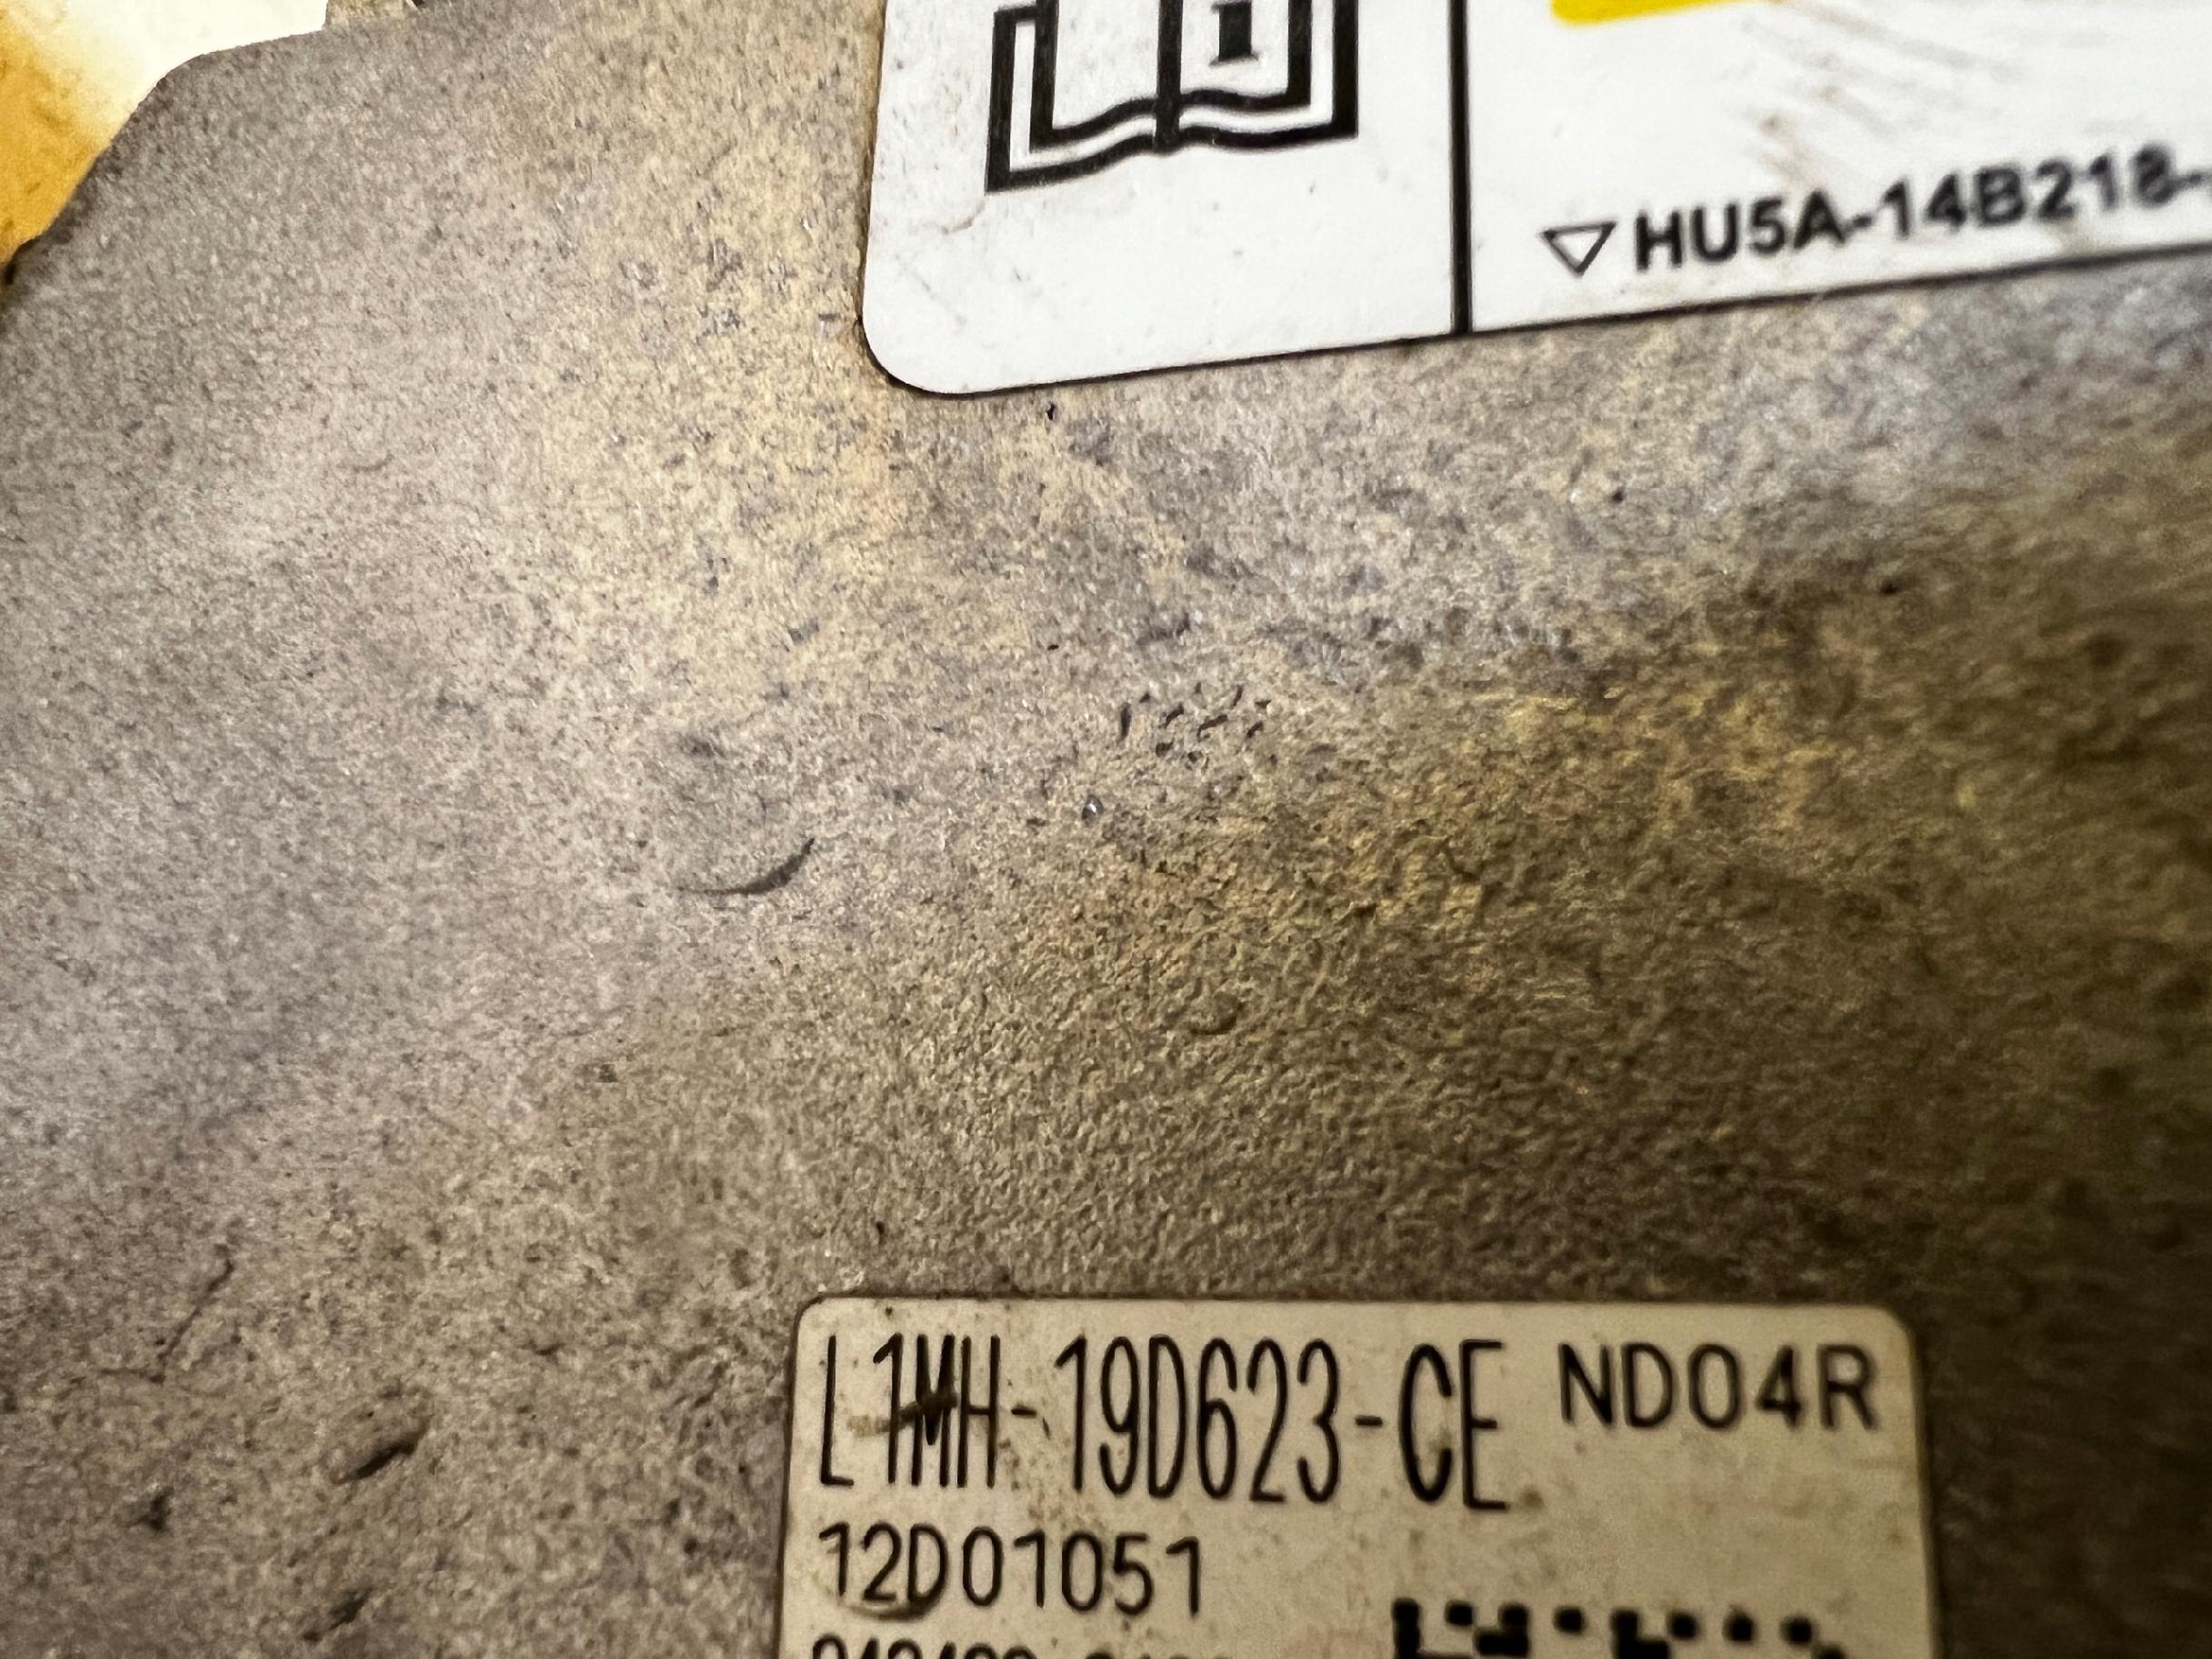 i
▽HU5A-14B218-
L1MH-19D623-CE ND04R
12D01051